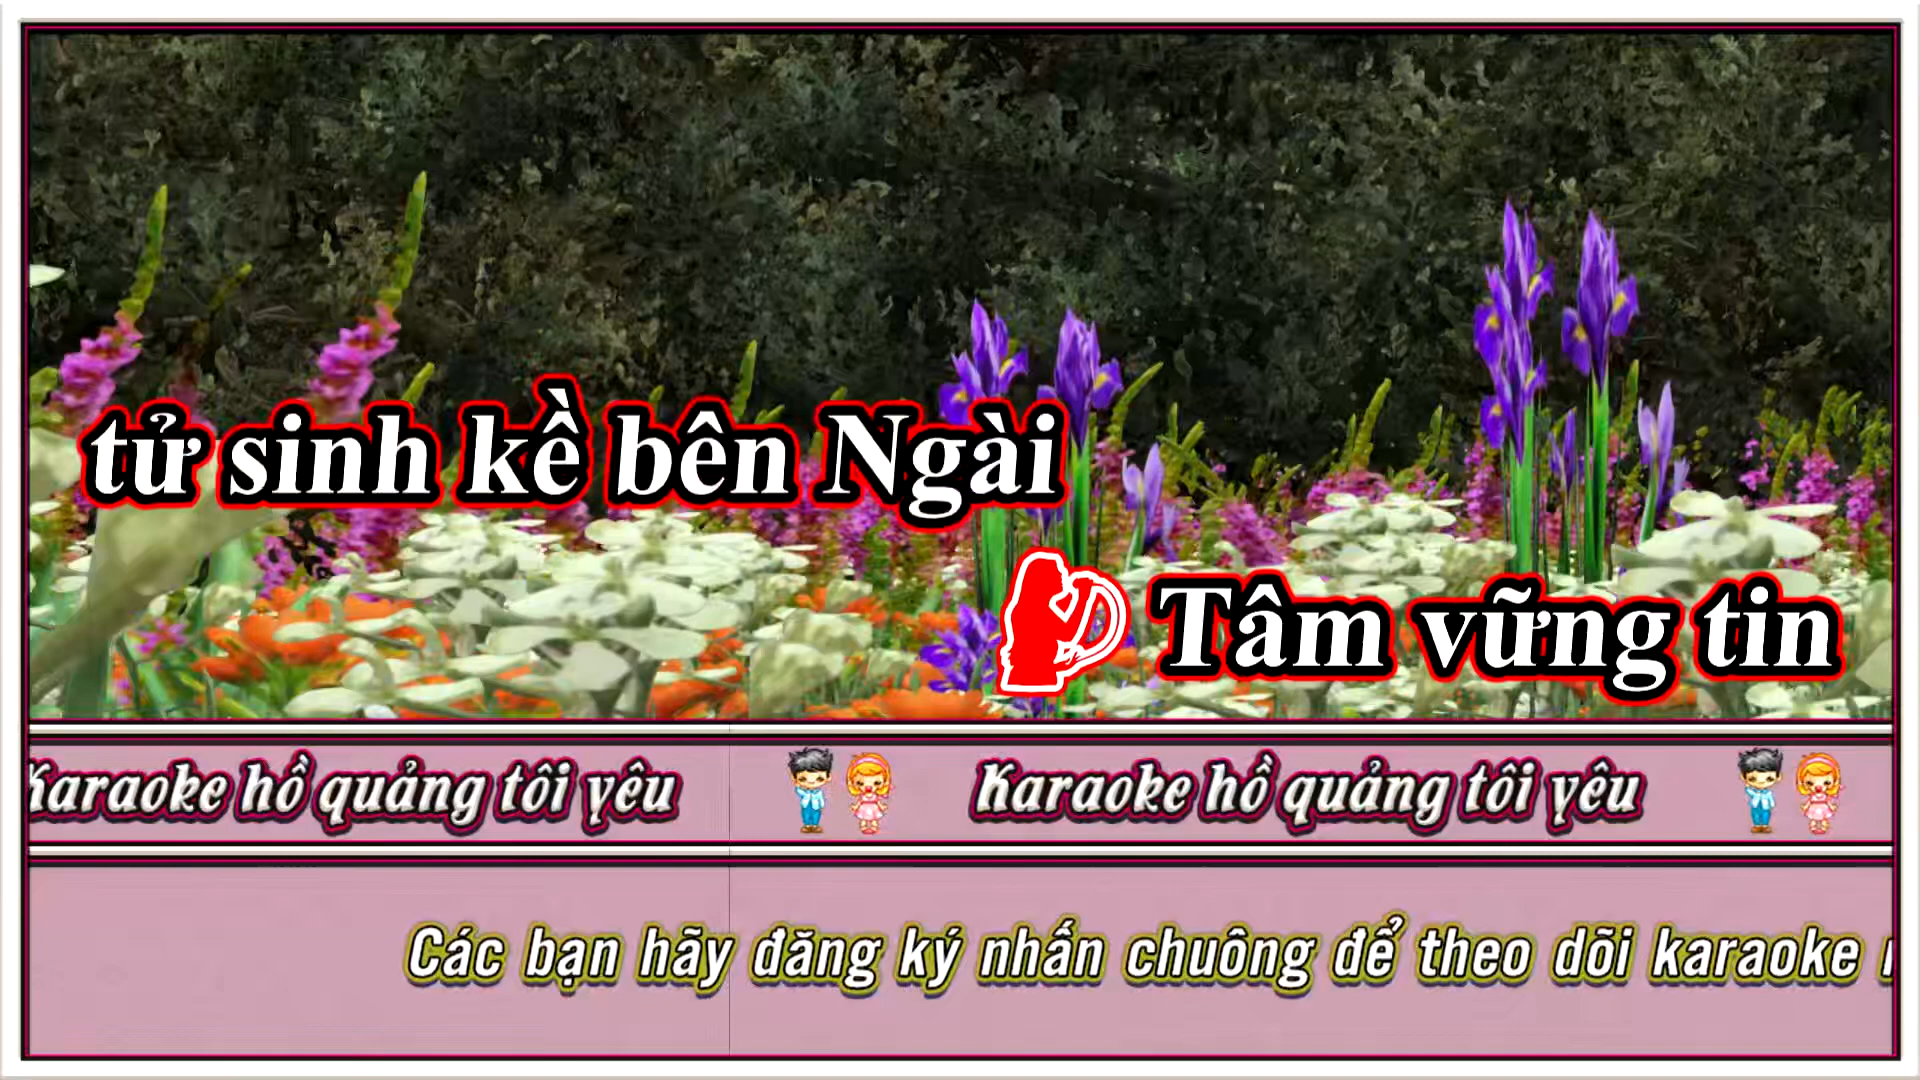 tử sinh kề bên Ngài
Tâm vững tin
Karaoke hồ quảng tôi yêu Karaoke hồ quảng tôi yêu
Các bạn hãy đăng ký nhấn chuông để theo dõi karaoke